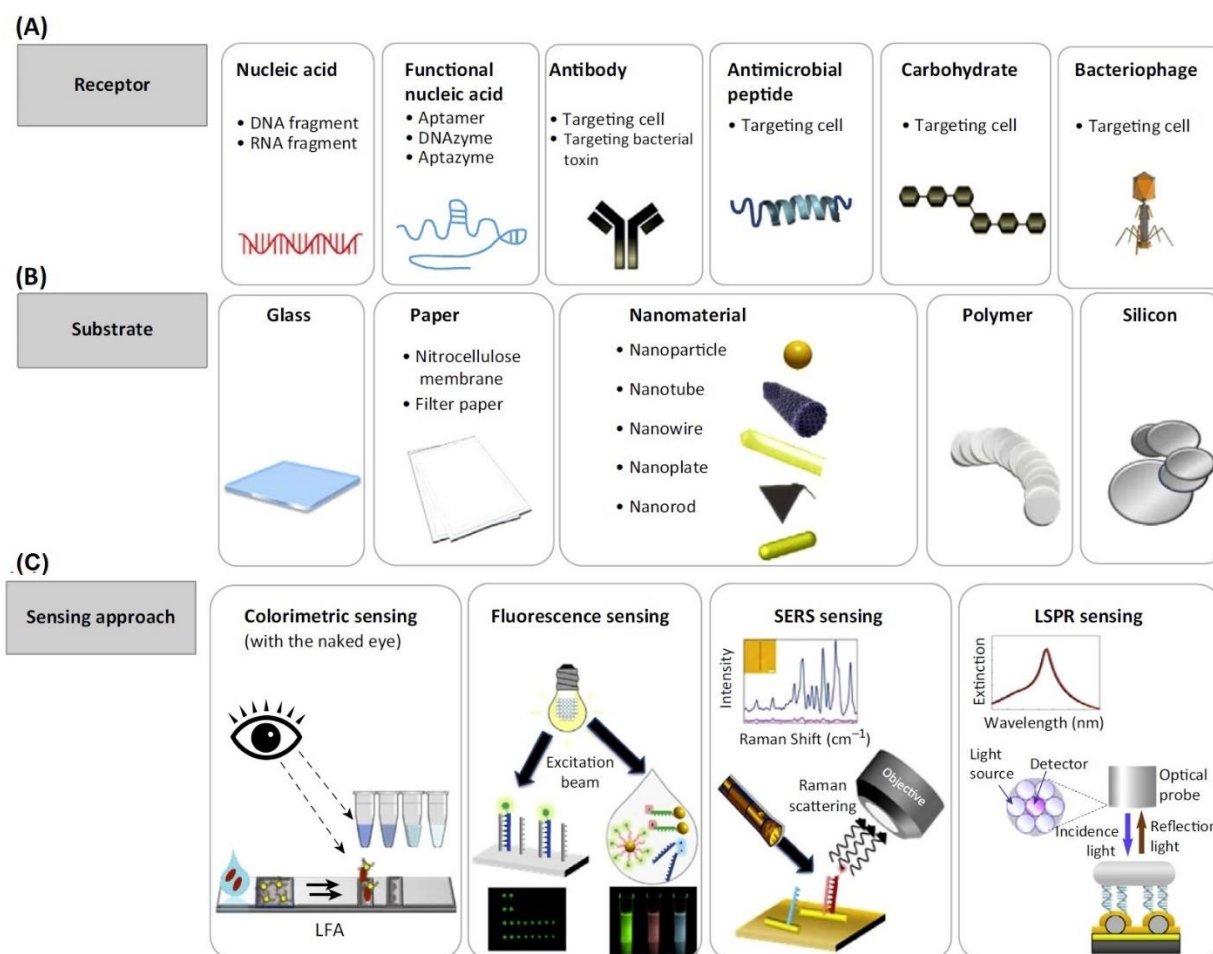 (A)
Receptor
Nucleic acid
• DNA fragment
• RNA fragment
Functional
nucleic acid
• Aptamer
• DNAzyme
• Aptazyme
Antibody
• Targeting cell
• Targeting bacterial
toxin
Antimicrobial
peptide
• Targeting cell
Carbohydrate
• Targeting cell
Bacteriophage
• Targeting cell
(B)
Substrate
Glass
Paper
• Nitrocellulose
membrane
• Filter paper
Nanomaterial
• Nanoparticle
• Nanotube
• Nanowire
• Nanoplate
• Nanorod
Polymer
Silicon
(C)
Sensing approach
Colorimetric sensing
(with the naked eye)
LFA
Fluorescence sensing
Excitation
beam
SERS sensing
Intensity
Raman Shift (cm⁻¹)
Raman
scattering
Objective
LSPR sensing
Extinction
Wavelength (nm)
Light
source
Detector
Optical
probe
Incidence
light
Reflection
light